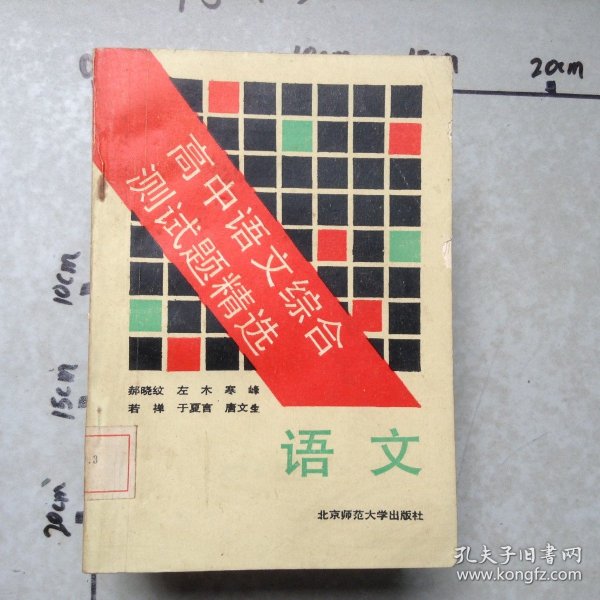 20cm
10cm
15cm
20cm
高中语文综合
测试题精选
郝晓纹 左木 寒峰
若禅 于夏言 唐文生
语文
.3
北京师范大学出版社
孔夫子旧书网
www.kongfz.com